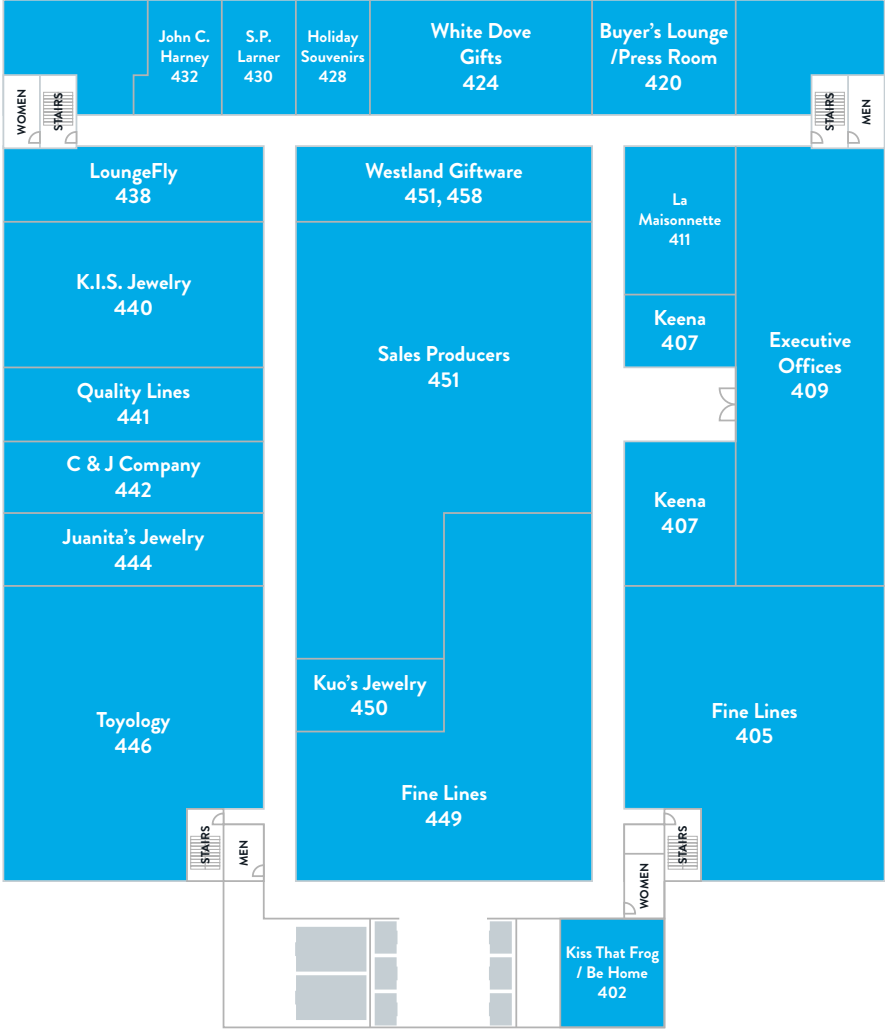 John C.
Harney
432
S.P.
Larner
430
Holiday
Souvenirs
428
White Dove
Gifts
424
Buyer's Lounge
/Press Room
420
WOMEN
STAIRS
STAIRS
MEN
LoungeFly
438
Westland Giftware
451, 458
La
Maisonnette
411
K.I.S. Jewelry
440
Keena
407
Sales Producers
451
Executive
Offices
409
Quality Lines
441
C & J Company
442
Keena
407
Juanita's Jewelry
444
Kuo's Jewelry
450
Toyology
446
Fine Lines
405
Fine Lines
449
STAIRS
MEN
WOMEN
STAIRS
Kiss That Frog
/ Be Home
402